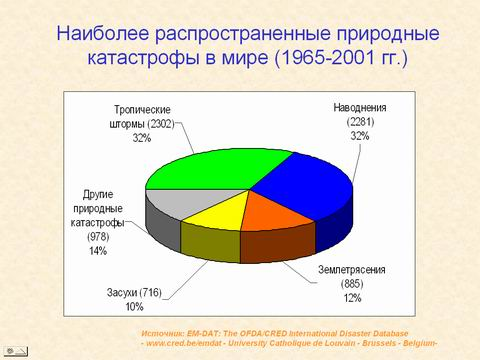 Наиболее распространенные природные
катастрофы в мире (1965-2001 гг.)
Тропические
штормы (2302)
32%
Наводнения
(2281)
32%
Другие
природные
катастрофы
(978)
14%
Засухи (716)
10%
Землетрясения
(885)
12%
Источник: EM-DAT: The OFDA/CRED International Disaster Database
- www.cred.be/emdat - University Catholique de Louvain - Brussels - Belgium-